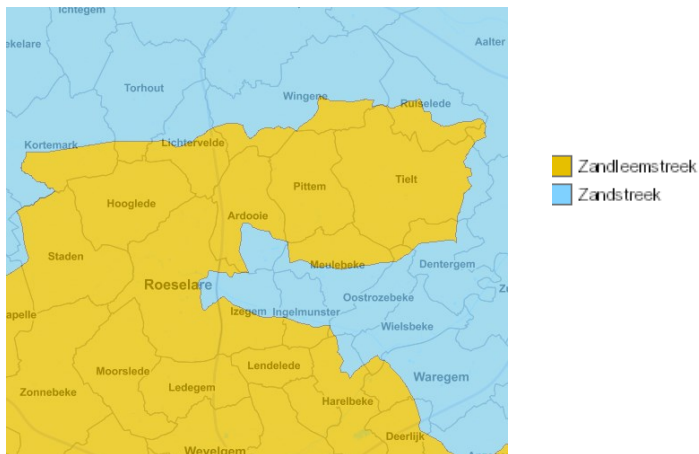 Ichtegem
ekelare
Aalter
Torhout
Wingene
Ruiselede
Kortemark
Lichtervelde
Tielt
Pittem
Hooglede
Ardooie
Staden
Meulebeke
Dentergem
Roeselare
Oostrozebeke
Izegem
Ingelmunster
apelle
Wielsbeke
Lendelede
Moorslede
Waregem
Ledegem
Zonnebeke
Harelbeke
Deerlijk
Wevelgem
Zandleemstreek
Zandstreek